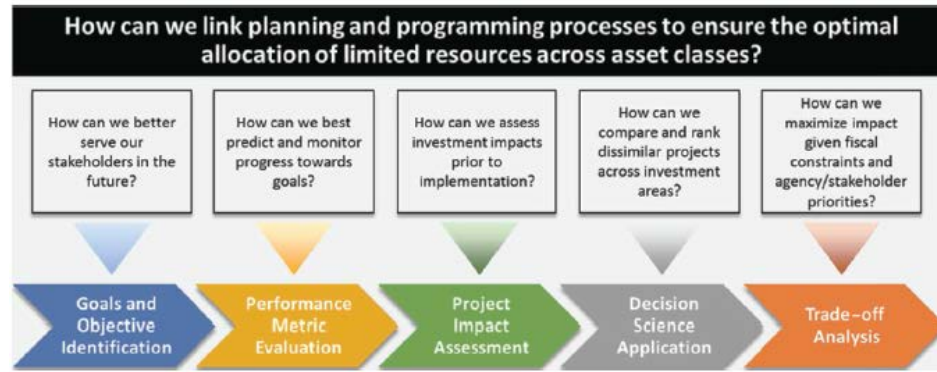 How can we link planning and programming processes to ensure the optimal
allocation of limited resources across asset classes?
How can we better
serve our
stakeholders in the
future?
How can we best
predict and monitor
progress towards
goals?
How can we assess
investment impacts
prior to
implementation?
How can we
compare and rank
dissimilar projects
across investment
areas?
How can we
maximize impact
given fiscal
constraints and
agency/stakeholder
priorities?
Goals and
Objective
Identification
Performance
Metric
Evaluation
Project
Impact
Assessment
Decision
Science
Application
Trade-off
Analysis